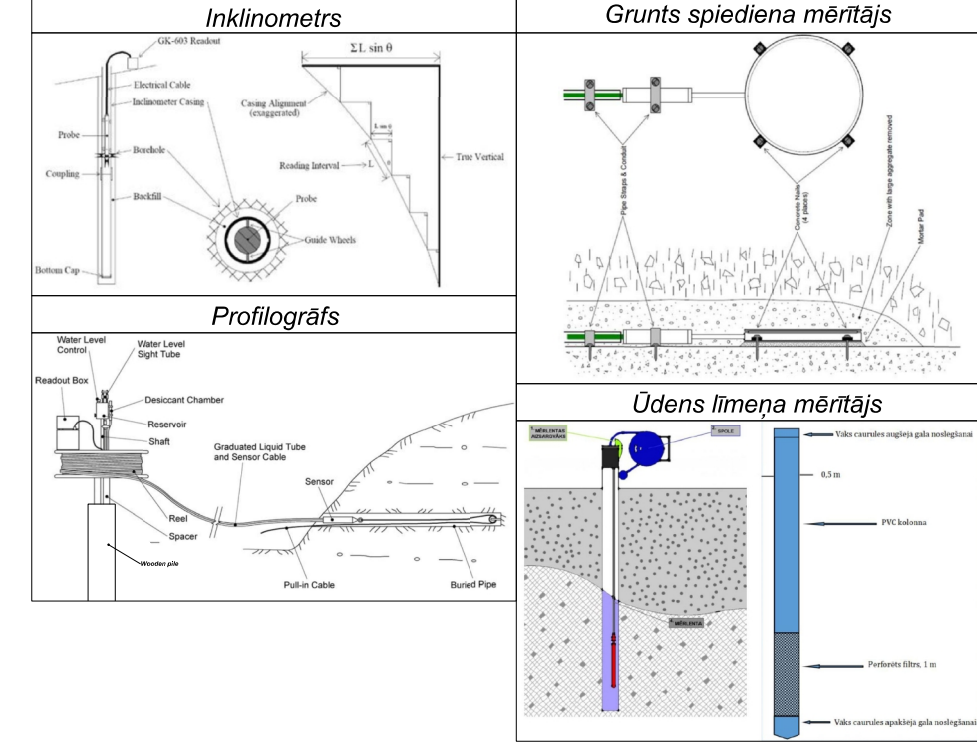 Inklinometrs
GK-603 Readout
ΣL sin θ
Electrical Cable
Inclinometer Casing
Casing Alignment
(exaggerated)
L sin θ
Probe
Borehole
Reading Interval
L
θ
True Vertical
Coupling
Backfill
Probe
Guide Wheels
Bottom Cap
Grunts spiediena mērītājs
Pipe Straps & Conduit
Concrete Nails
(4 places)
Zone with large aggregate removed
Mortar Pad
Profilogrāfs
Water Level
Control
Water Level
Sight Tube
Readout Box
Desiccant Chamber
Reservoir
Shaft
Graduated Liquid Tube
and Sensor Cable
Sensor
Reel
Spacer
Wooden pile
Pull-in Cable
Buried Pipe
Ūdens līmeņa mērītājs
MĒRLENTAS
AIZSARGVĀKS
SPOLE
MĒRLENTA
Vāks caurules augšējā gala noslēgšanai
0,5 m
PVC kolonna
Perforēts filtrs, 1 m
Vāks caurules apakšējā gala noslēgšanai